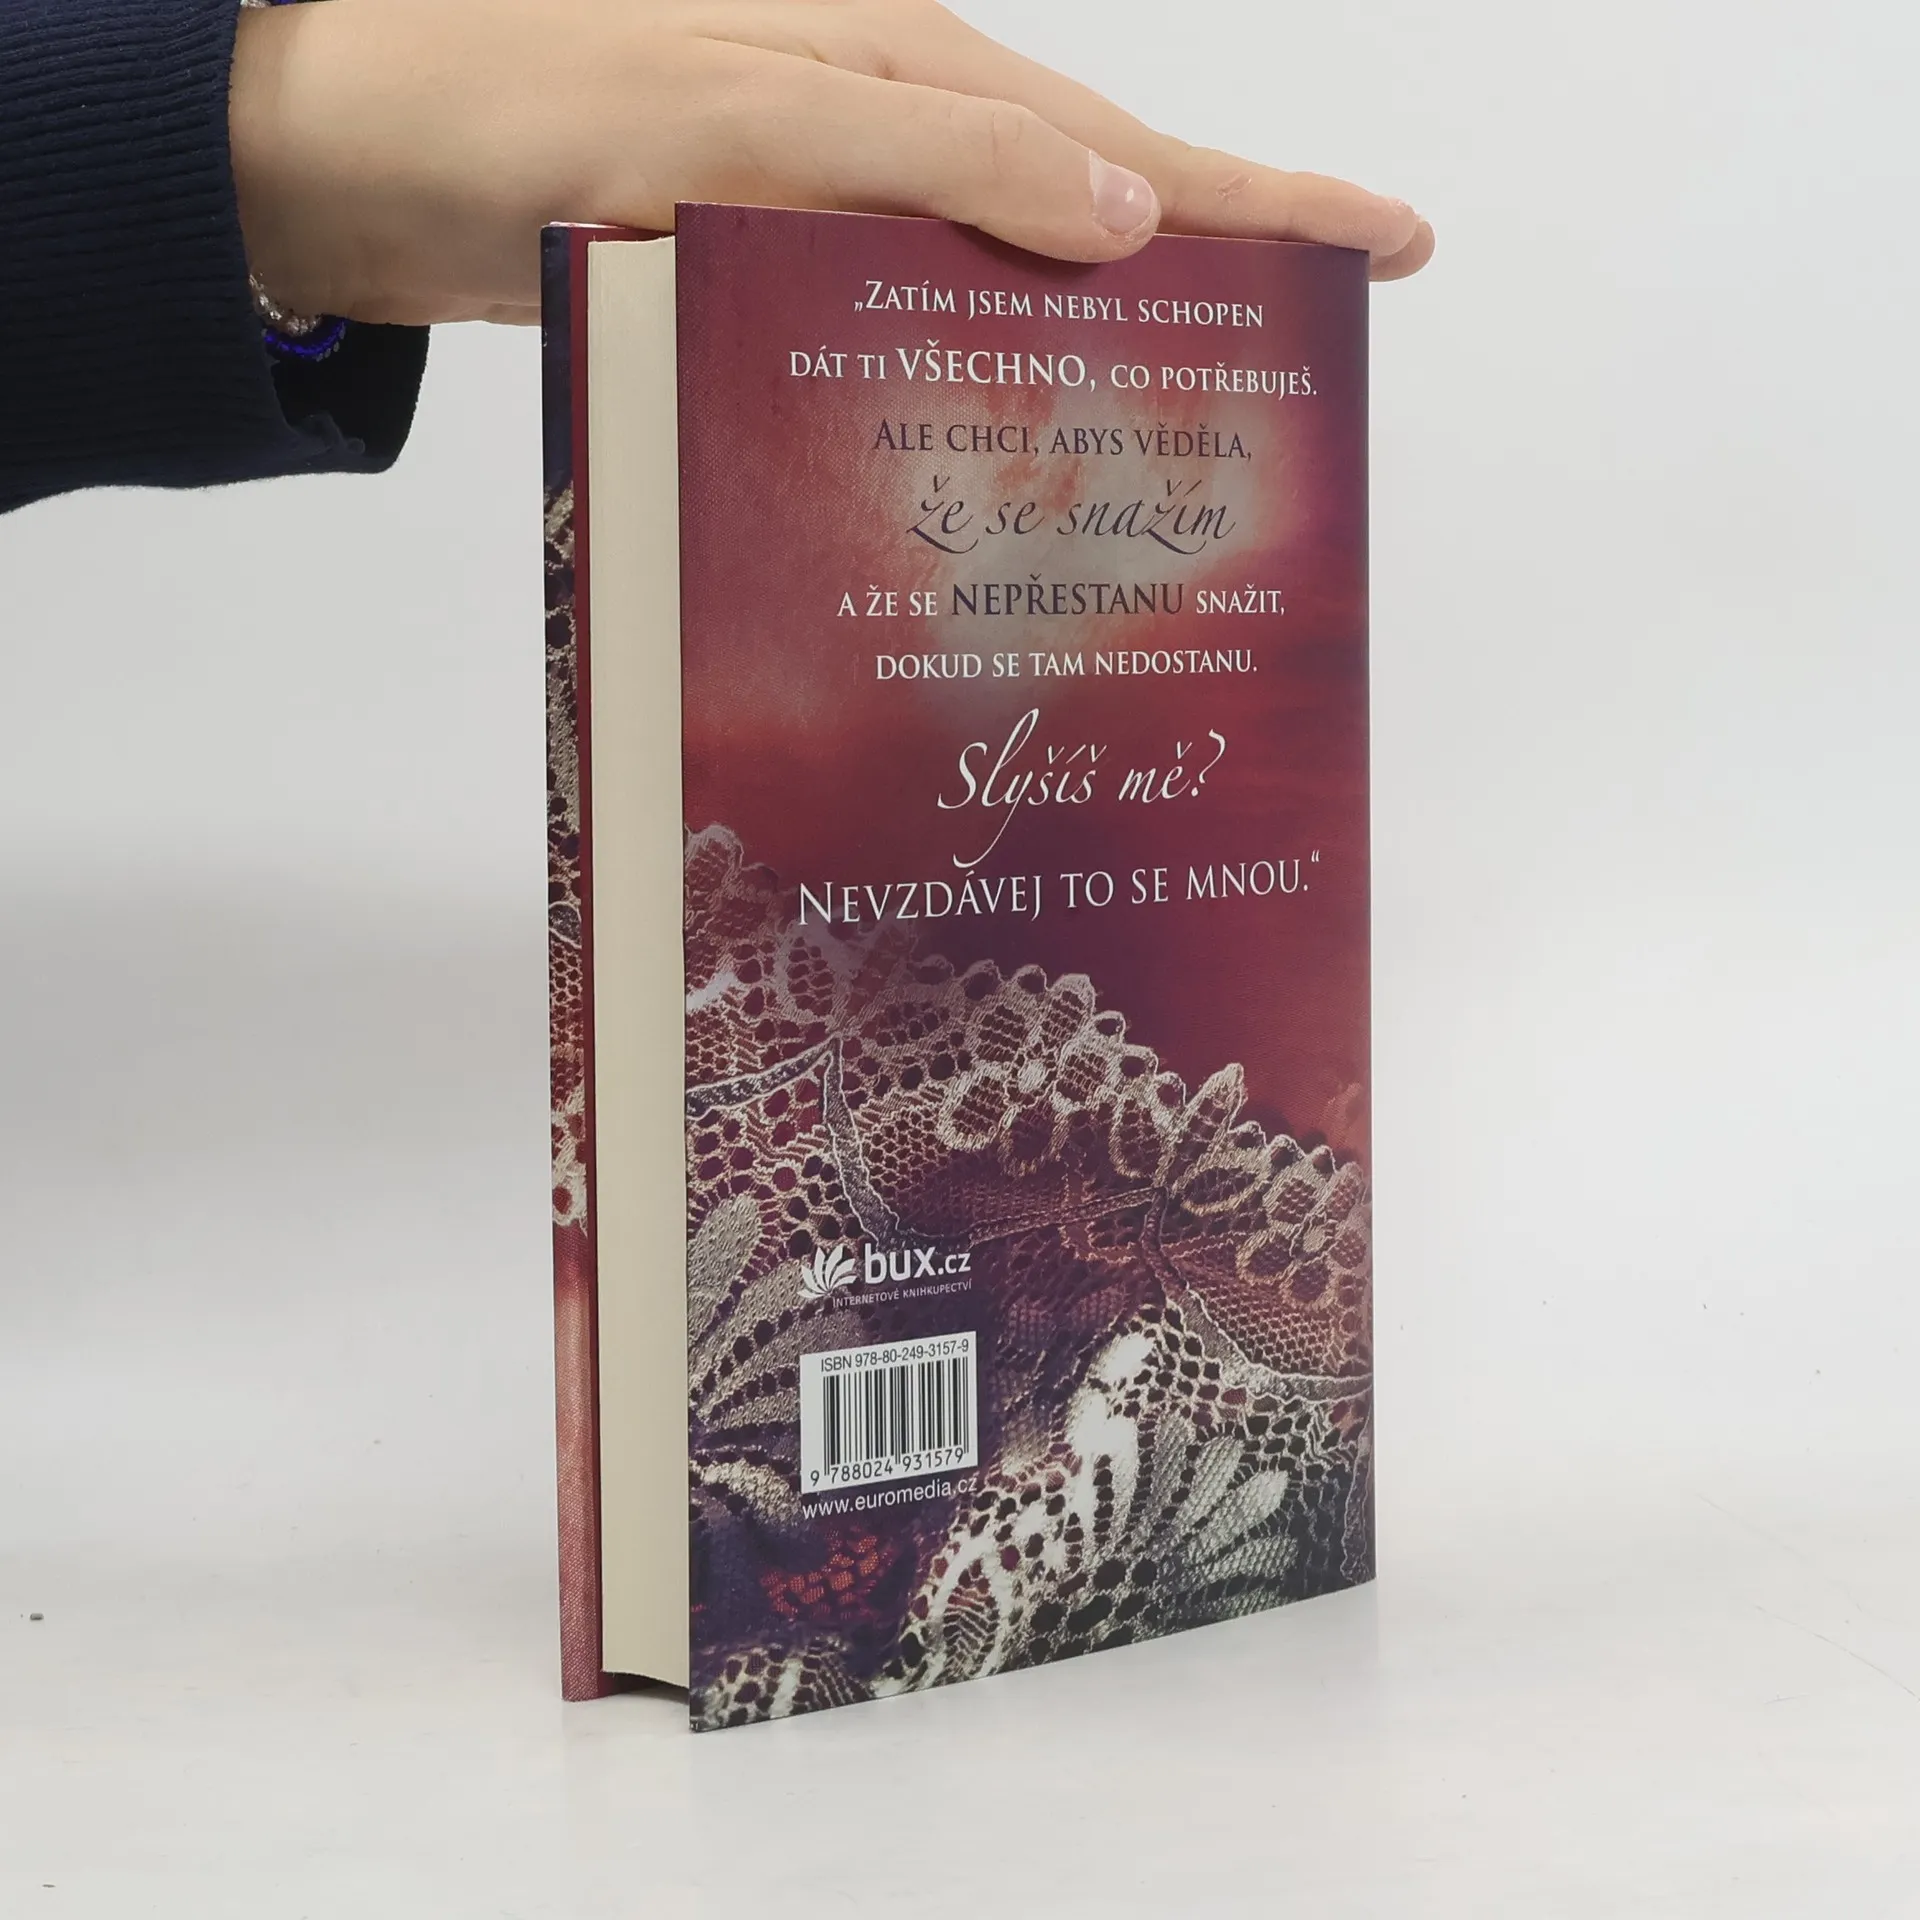 „ZATÍM JSEM NEBYL SCHOPEN
DÁT TI VŠECHNO, CO POTŘEBUJEŠ.
ALE CHCI, ABYS VĚDĚLA,
že se snažím
A ŽE SE NEPŘESTANU SNAŽIT,
DOKUD SE TAM NEDOSTANU.
Slyšíš mě?
NEVZDÁVEJ TO SE MNOU.“
bux.cz
INTERNETOVÉ KNIHKUPECTVÍ
ISBN 978-80-249-3157-9
9 788024 931579
www.euromedia.cz